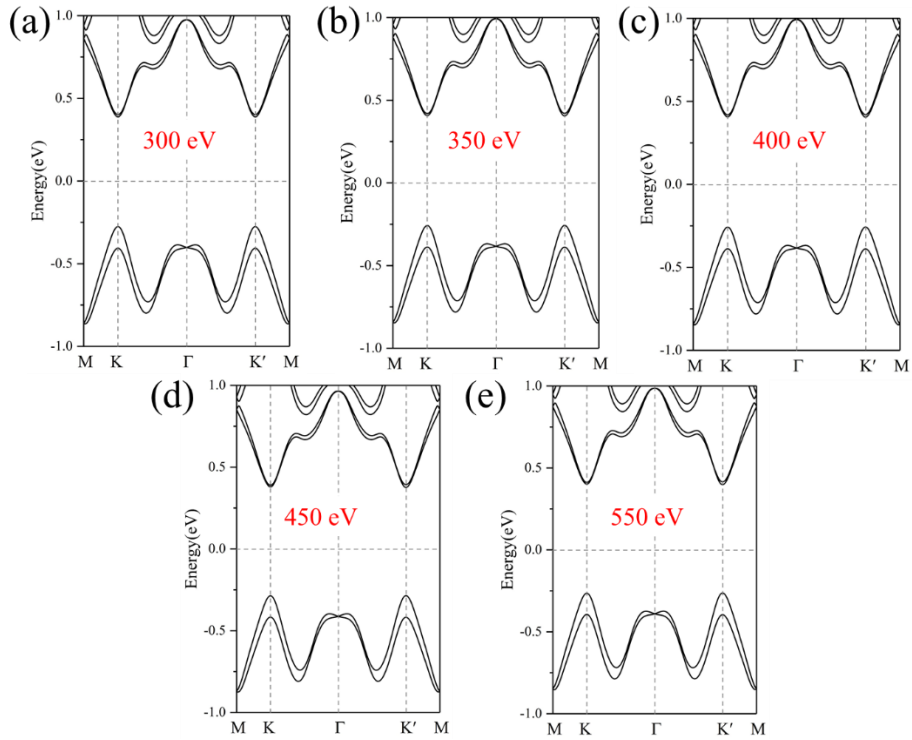 (a)
1.0
0.5
0.0
-0.5
-1.0
Energy(eV)
300 eV
M K Γ K′ M
(b)
1.0
0.5
0.0
-0.5
-1.0
Energy(eV)
350 eV
M K Γ K′ M
(c)
1.0
0.5
0.0
-0.5
-1.0
Energy(eV)
400 eV
M K Γ K′ M
(d)
1.0
0.5
0.0
-0.5
-1.0
Energy(eV)
450 eV
M K Γ K′ M
(e)
1.0
0.5
0.0
-0.5
-1.0
Energy(eV)
550 eV
M K Γ K′ M